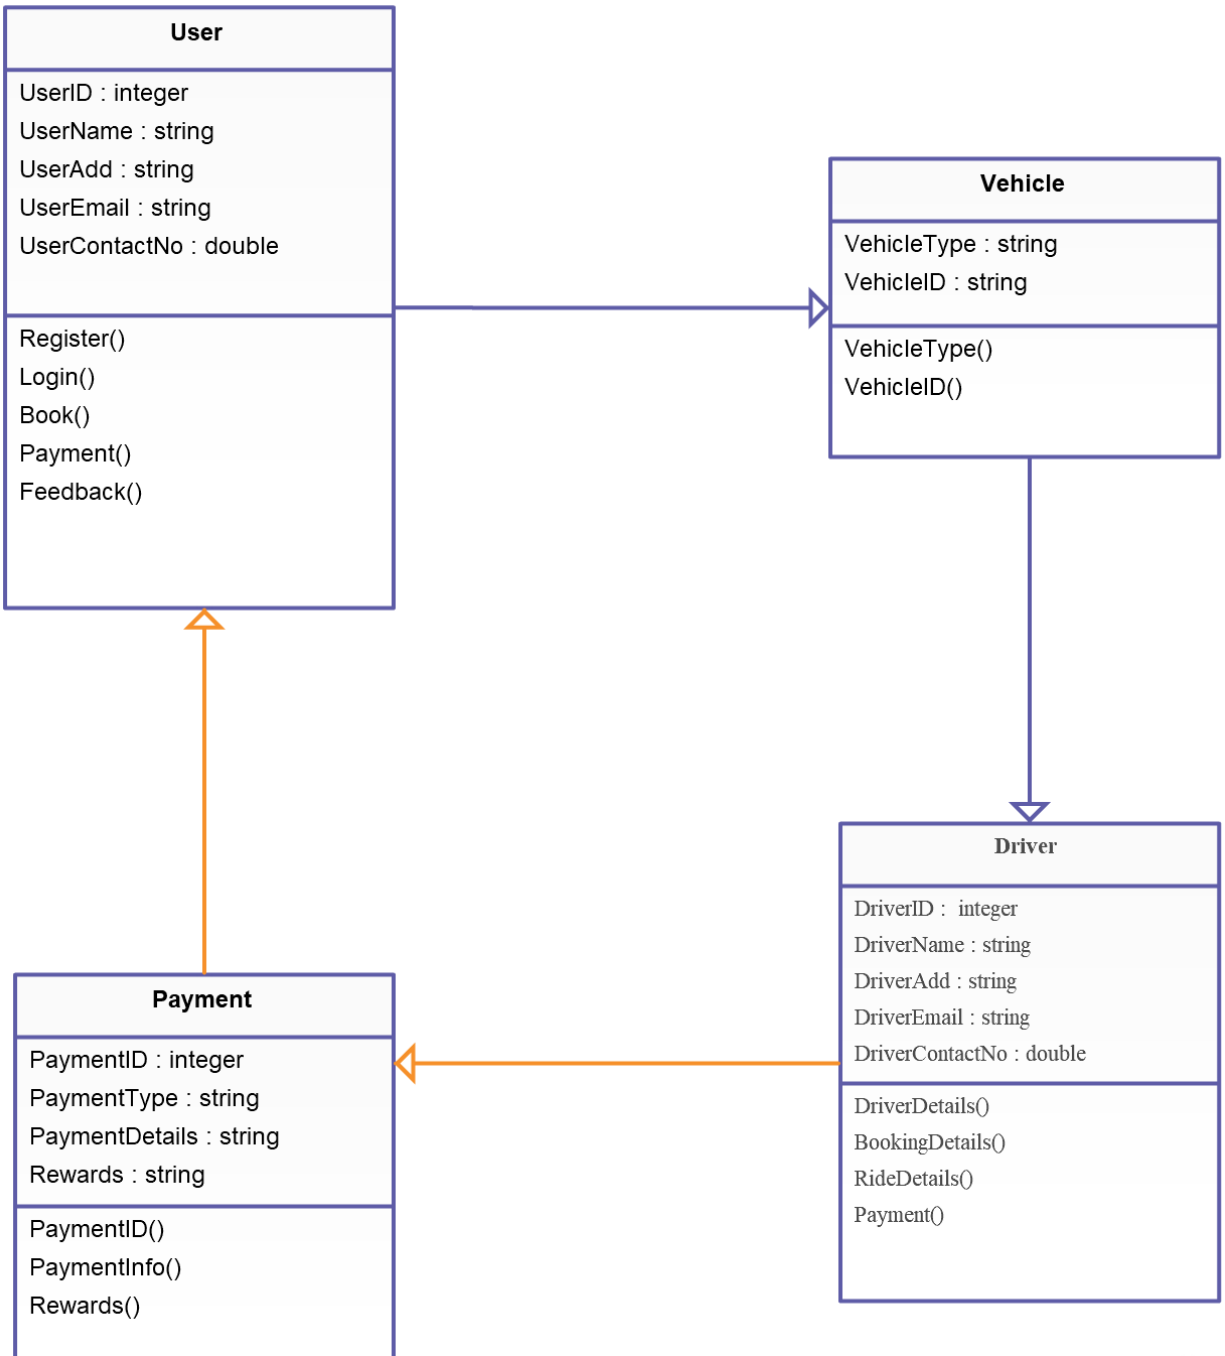 User
UserID : integer
UserName : string
UserAdd : string
UserEmail : string
UserContactNo : double
Register()
Login()
Book()
Payment()
Feedback()
Vehicle
VehicleType : string
VehicleID : string
VehicleType()
VehicleID()
Payment
PaymentID : integer
PaymentType : string
PaymentDetails : string
Rewards : string
PaymentID()
PaymentInfo()
Rewards()
Driver
DriverID :  integer
DriverName : string
DriverAdd : string
DriverEmail : string
DriverContactNo : double
DriverDetails()
BookingDetails()
RideDetails()
Payment()